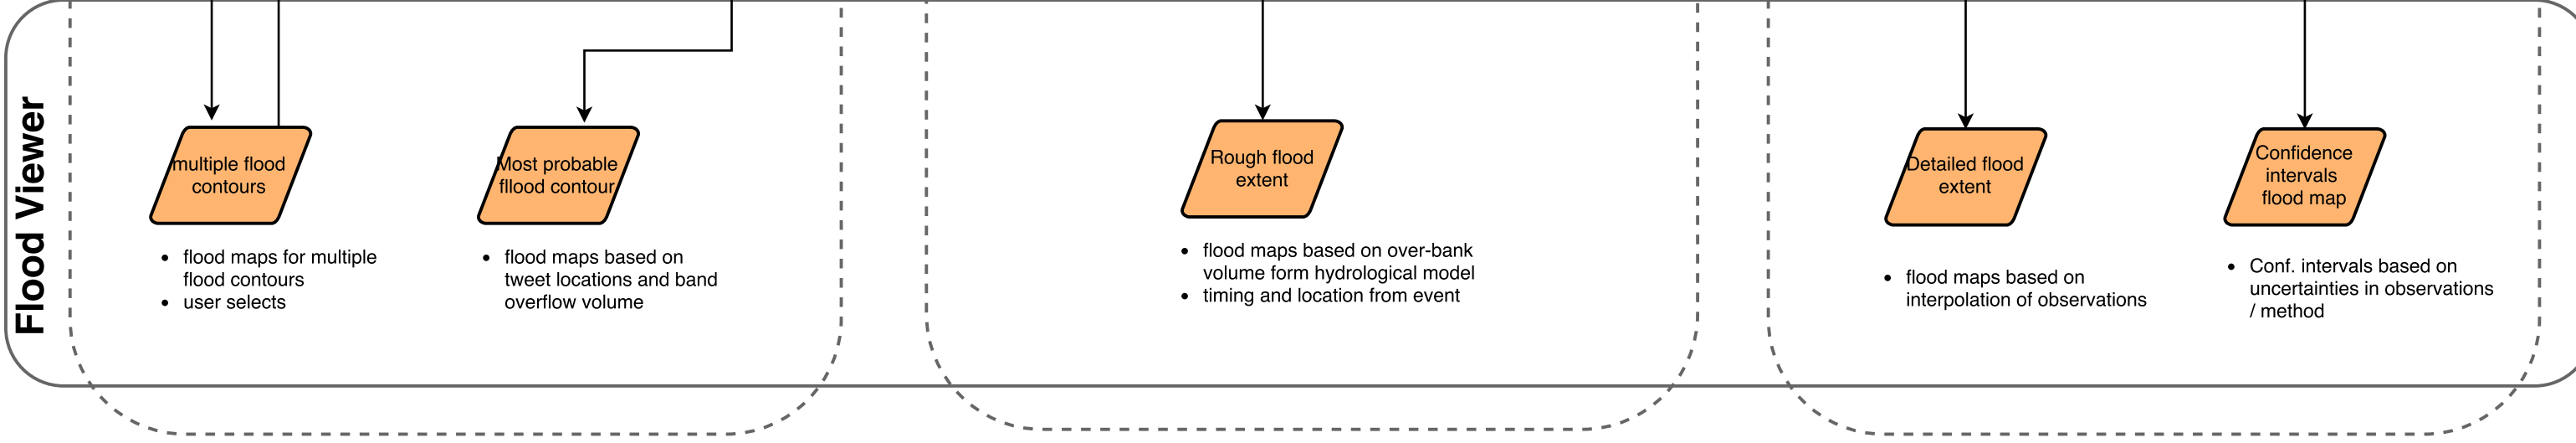 Flood Viewer
multiple flood
contours
• flood maps for multiple
flood contours
• user selects
Most probable
fllood contour
• flood maps based on
tweet locations and band
overflow volume
Rough flood
extent
• flood maps based on over-bank
volume form hydrological model
• timing and location from event
Detailed flood
extent
• flood maps based on
interpolation of observations
Confidence
intervals
flood map
• Conf. intervals based on
uncertainties in observations
/ method